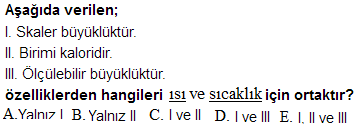 Aşağıda verilen;
I. Skaler büyüklüktür.
II. Birimi kaloridir.
III. Ölçülebilir büyüklüktür.
özelliklerden hangileri ısı ve sıcaklık için ortaktır?
A.Yalnız I B. Yalnız II C. I ve II D. I ve III E. I, II ve III